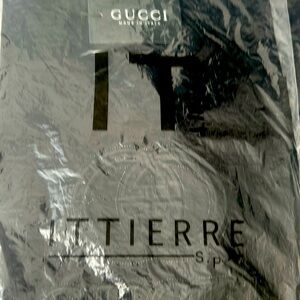 GUCCI
MADE IN ITALY
IT
ITTIERRE
S.p.A.